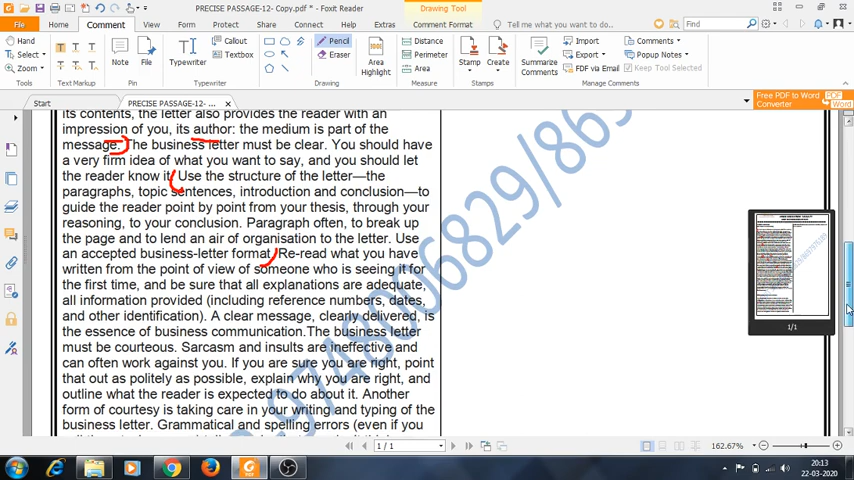 PRECISE PASSAGE-12- Copy.pdf * - Foxit Reader
Drawing Tool
File Home Comment View Form Protect Share Connect Help Extras Comment Format Tell me what you want to do... Find
Hand
Select
Zoom
Tools
Text Markup
Note File
Pin
Typewriter
Callout
Textbox
Typewriter
Pencil
Eraser
Drawing
Area Highlight
Distance
Perimeter
Area
Measure
Stamp Create
Stamps
Summarize Comments
Import
Export
FDF via Email
Comments
Popup Notes
Keep Tool Selected
Manage Comments
Start PRECISE PASSAGE-12- ...
Free PDF to Word Converter
PDF Word
its contents, the letter also provides the reader with an
impression of you, its author: the medium is part of the
message. The business letter must be clear. You should have
a very firm idea of what you want to say, and you should let
the reader know it. Use the structure of the letter—the
paragraphs, topic sentences, introduction and conclusion—to
guide the reader point by point from your thesis, through your
reasoning, to your conclusion. Paragraph often, to break up
the page and to lend an air of organisation to the letter. Use
an accepted business-letter format. Re-read what you have
written from the point of view of someone who is seeing it for
the first time, and be sure that all explanations are adequate,
all information provided (including reference numbers, dates,
and other identification). A clear message, clearly delivered, is
the essence of business communication.The business letter
must be courteous. Sarcasm and insults are ineffective and
can often work against you. If you are sure you are right, point
that out as politely as possible, explain why you are right, and
outline what the reader is expected to do about it. Another
form of courtesy is taking care in your writing and typing of the
business letter. Grammatical and spelling errors (even if you
9748006829/86
1/1
1 / 1
162.67%
20:13
22-03-2020